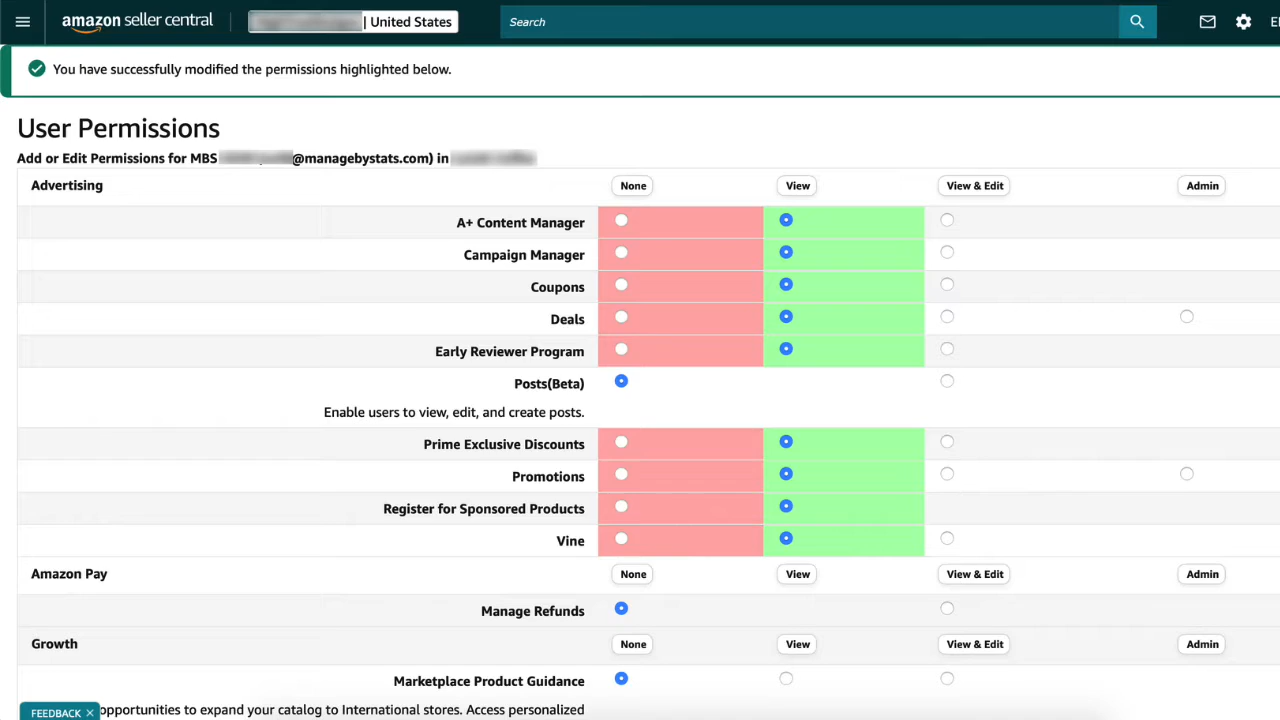 amazon seller central
| United States
Search
E
You have successfully modified the permissions highlighted below.
User Permissions
Add or Edit Permissions for MBS @managebystats.com) in
Advertising None View View & Edit Admin
A+ Content Manager
Campaign Manager
Coupons
Deals
Early Reviewer Program
Posts(Beta)
Enable users to view, edit, and create posts.
Prime Exclusive Discounts
Promotions
Register for Sponsored Products
Vine
Amazon Pay None View View & Edit Admin
Manage Refunds
Growth None View View & Edit Admin
Marketplace Product Guidance
opportunities to expand your catalog to International stores. Access personalized
FEEDBACK ×